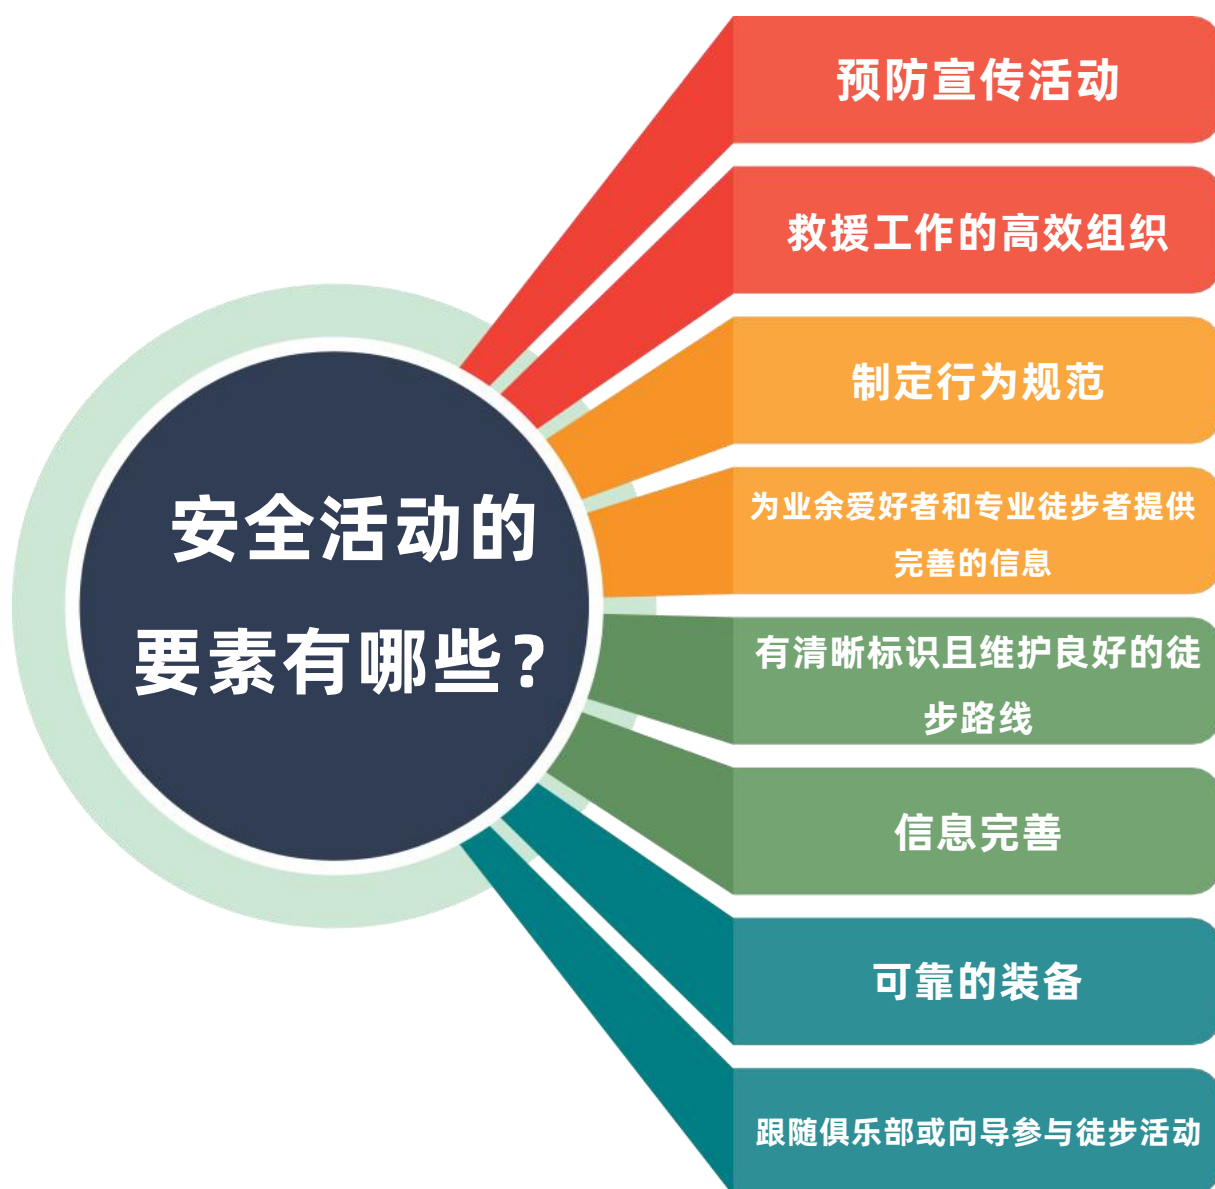 安全活动的
要素有哪些?
预防宣传活动
救援工作的高效组织
制定行为规范
为业余爱好者和专业徒步者提供
完善的信息
有清晰标识且维护良好的徒
步路线
信息完善
可靠的装备
跟随俱乐部或向导参与徒步活动